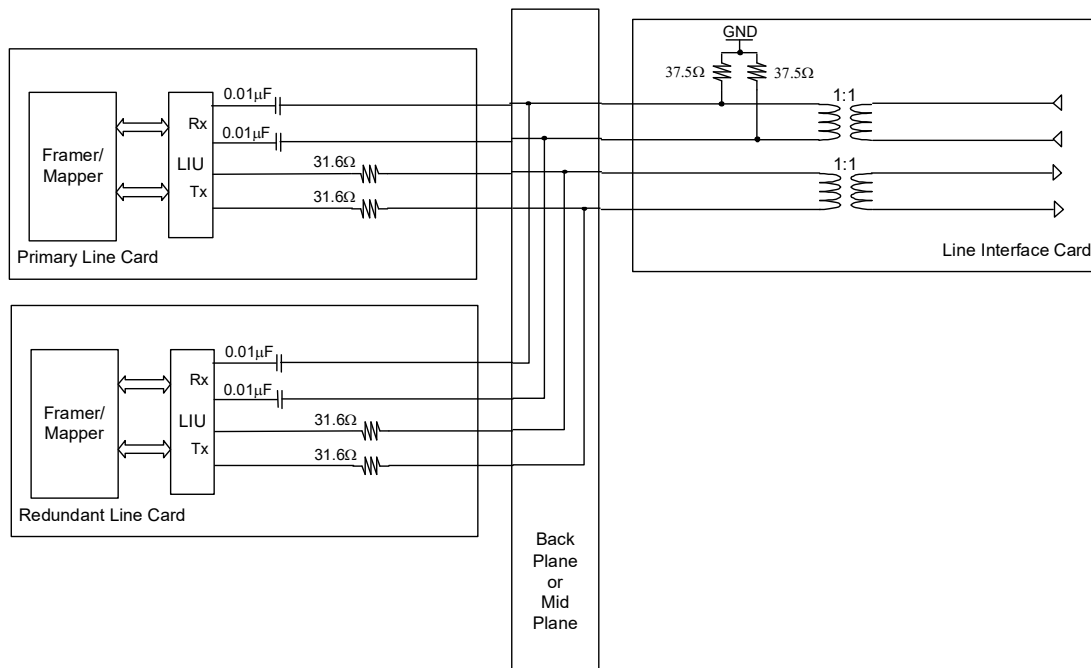 GND
37.5Ω
37.5Ω
0.01μF
1:1
Rx
0.01μF
Framer/
Mapper
LIU
31.6Ω
1:1
Tx
31.6Ω
Primary Line Card
Line Interface Card
0.01μF
Rx
0.01μF
Framer/
Mapper
LIU
31.6Ω
Tx
31.6Ω
Redundant Line Card
Back
Plane
or
Mid
Plane